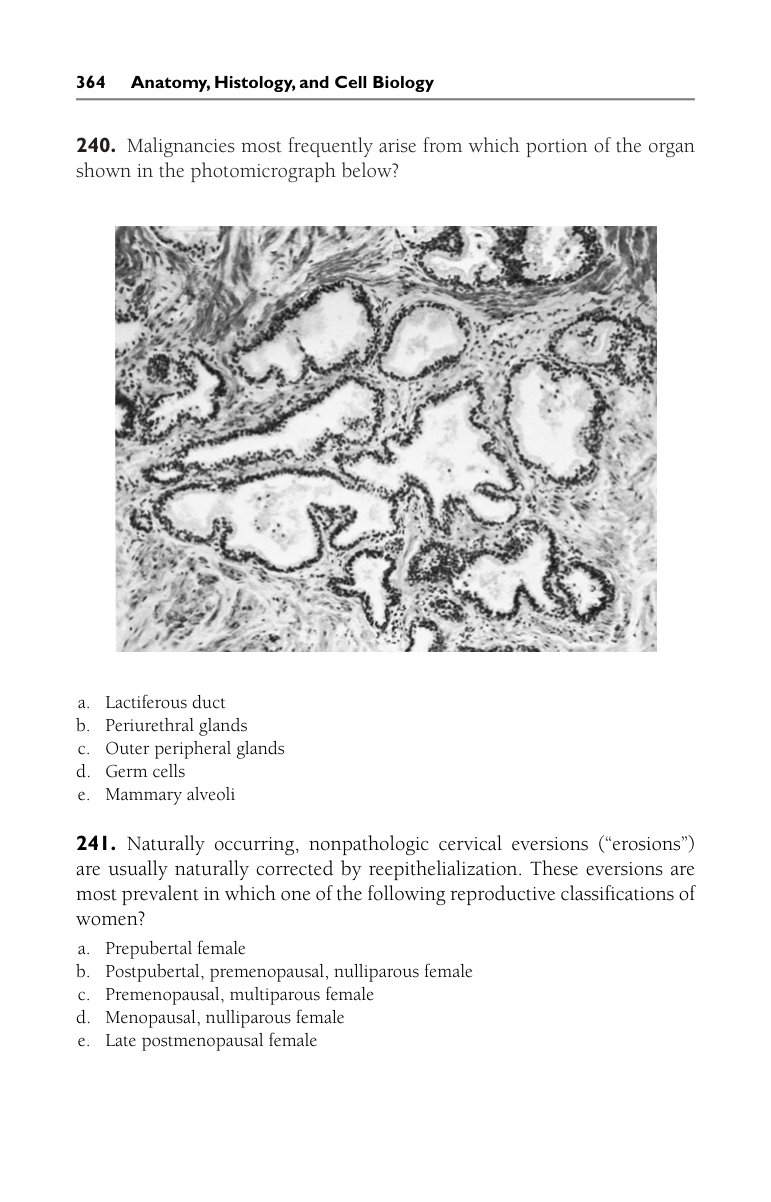 364 Anatomy, Histology, and Cell Biology
240. Malignancies most frequently arise from which portion of the organ
shown in the photomicrograph below?
a. Lactiferous duct
b. Periurethral glands
c. Outer peripheral glands
d. Germ cells
e. Mammary alveoli
241. Naturally occurring, nonpathologic cervical eversions (“erosions”)
are usually naturally corrected by reepithelialization. These eversions are
most prevalent in which one of the following reproductive classifications of
women?
a. Prepubertal female
b. Postpubertal, premenopausal, nulliparous female
c. Premenopausal, multiparous female
d. Menopausal, nulliparous female
e. Late postmenopausal female